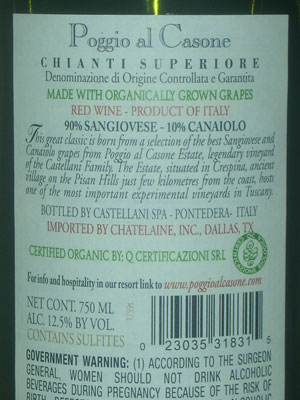 Poggio al Casone
CHIANTI SUPERIORE
Denominazione di Origine Controllata e Garantita
MADE WITH ORGANICALLY GROWN GRAPES
RED WINE - PRODUCT OF ITALY
90% SANGIOVESE - 10% CANAIOLO
This great classic is born from a selection of the best Sangiovese and
Canaiolo grapes from Poggio al Casone Estate, legendary vineyard
of the Castellani Family. The Estate, situated in Crespina, ancient
village on the Pisan Hills just few kilometres from the coast, hosts
one of the most experimental vineyards in Tuscany.
BOTTLED BY CASTELLANI SPA - PONTEDERA- ITALY
IMPORTED BY CHATELAINE, INC., DALLAS, TX
CERTIFIED ORGANIC BY: Q CERTIFICAZIONI SRL
For info and hospitality in our resort link to www.poggioalcasone.com
NET CONT. 750 ML
ALC. 12.5% BY VOL.
CONTAINS SULFITES
0 23035 31831 5
GOVERNMENT WARNING: (1) ACCORDING TO THE SURGEON
GENERAL, WOMEN SHOULD NOT DRINK ALCOHOLIC
BEVERAGES DURING PREGNANCY BECAUSE OF THE RISK OF